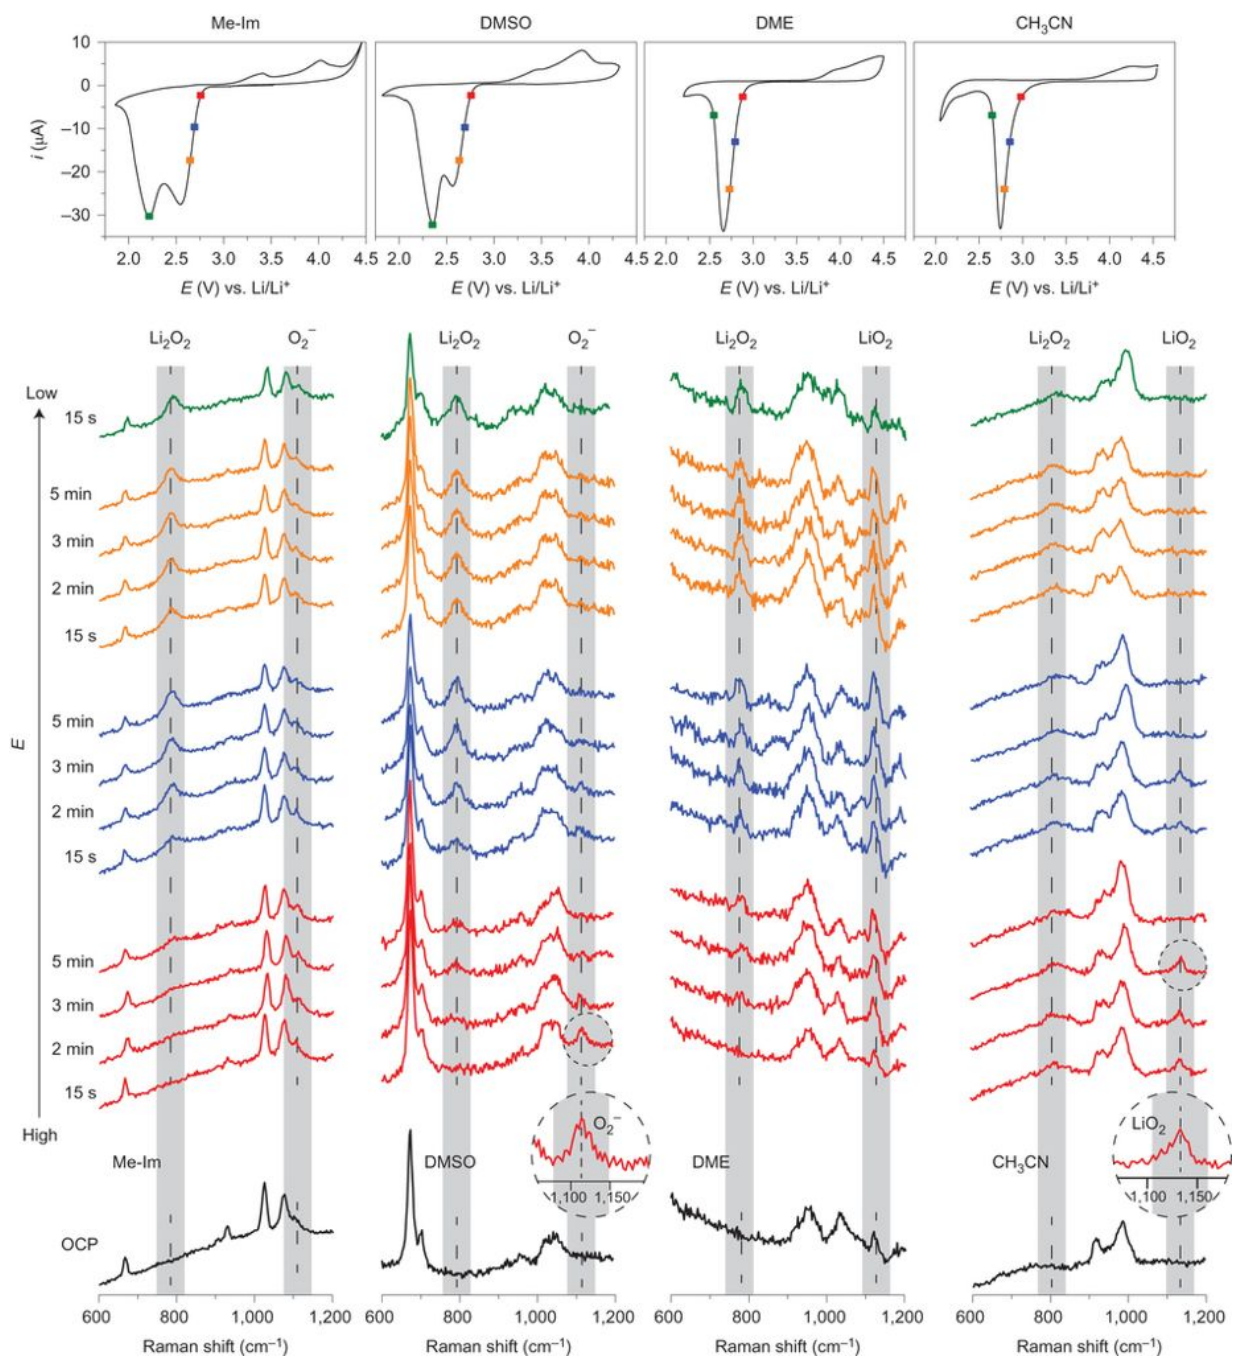 Me-Im DMSO DME CH₃CN
10
0
–10
–20
–30
i (μA)
2.0 2.5 3.0 3.5 4.0 4.5 2.0 2.5 3.0 3.5 4.0 4.5 2.0 2.5 3.0 3.5 4.0 4.5 2.0 2.5 3.0 3.5 4.0 4.5
E (V) vs. Li/Li⁺ E (V) vs. Li/Li⁺ E (V) vs. Li/Li⁺ E (V) vs. Li/Li⁺
Li₂O₂ O₂⁻ Li₂O₂ O₂⁻ Li₂O₂ LiO₂ Li₂O₂ LiO₂
Low
15 s
5 min
3 min
2 min
15 s
5 min
E
3 min
2 min
15 s
5 min
3 min
2 min
15 s
High
O₂⁻ LiO₂
Me-Im DMSO DME CH₃CN
1,100 1,150 1,100 1,150
OCP
600 800 1,000 1,200 600 800 1,000 1,200 600 800 1,000 1,200 600 800 1,000 1,200
Raman shift (cm⁻¹) Raman shift (cm⁻¹) Raman shift (cm⁻¹) Raman shift (cm⁻¹)